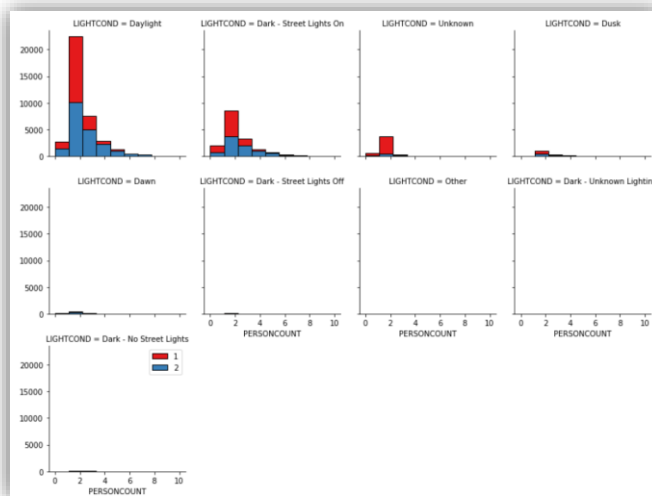 LIGHTCOND = Daylight
LIGHTCOND = Dark - Street Lights On
LIGHTCOND = Unknown
LIGHTCOND = Dusk
20000
15000
10000
5000
0
LIGHTCOND = Dawn
LIGHTCOND = Dark - Street Lights Off
LIGHTCOND = Other
LIGHTCOND = Dark - Unknown Lightin
20000
15000
10000
5000
0
0 2 4 6 8 10
PERSONCOUNT
0 2 4 6 8 10
PERSONCOUNT
0 2 4 6 8 10
PERSONCOUNT
LIGHTCOND = Dark - No Street Lights
1
2
20000
15000
10000
5000
0
0 2 4 6 8 10
PERSONCOUNT